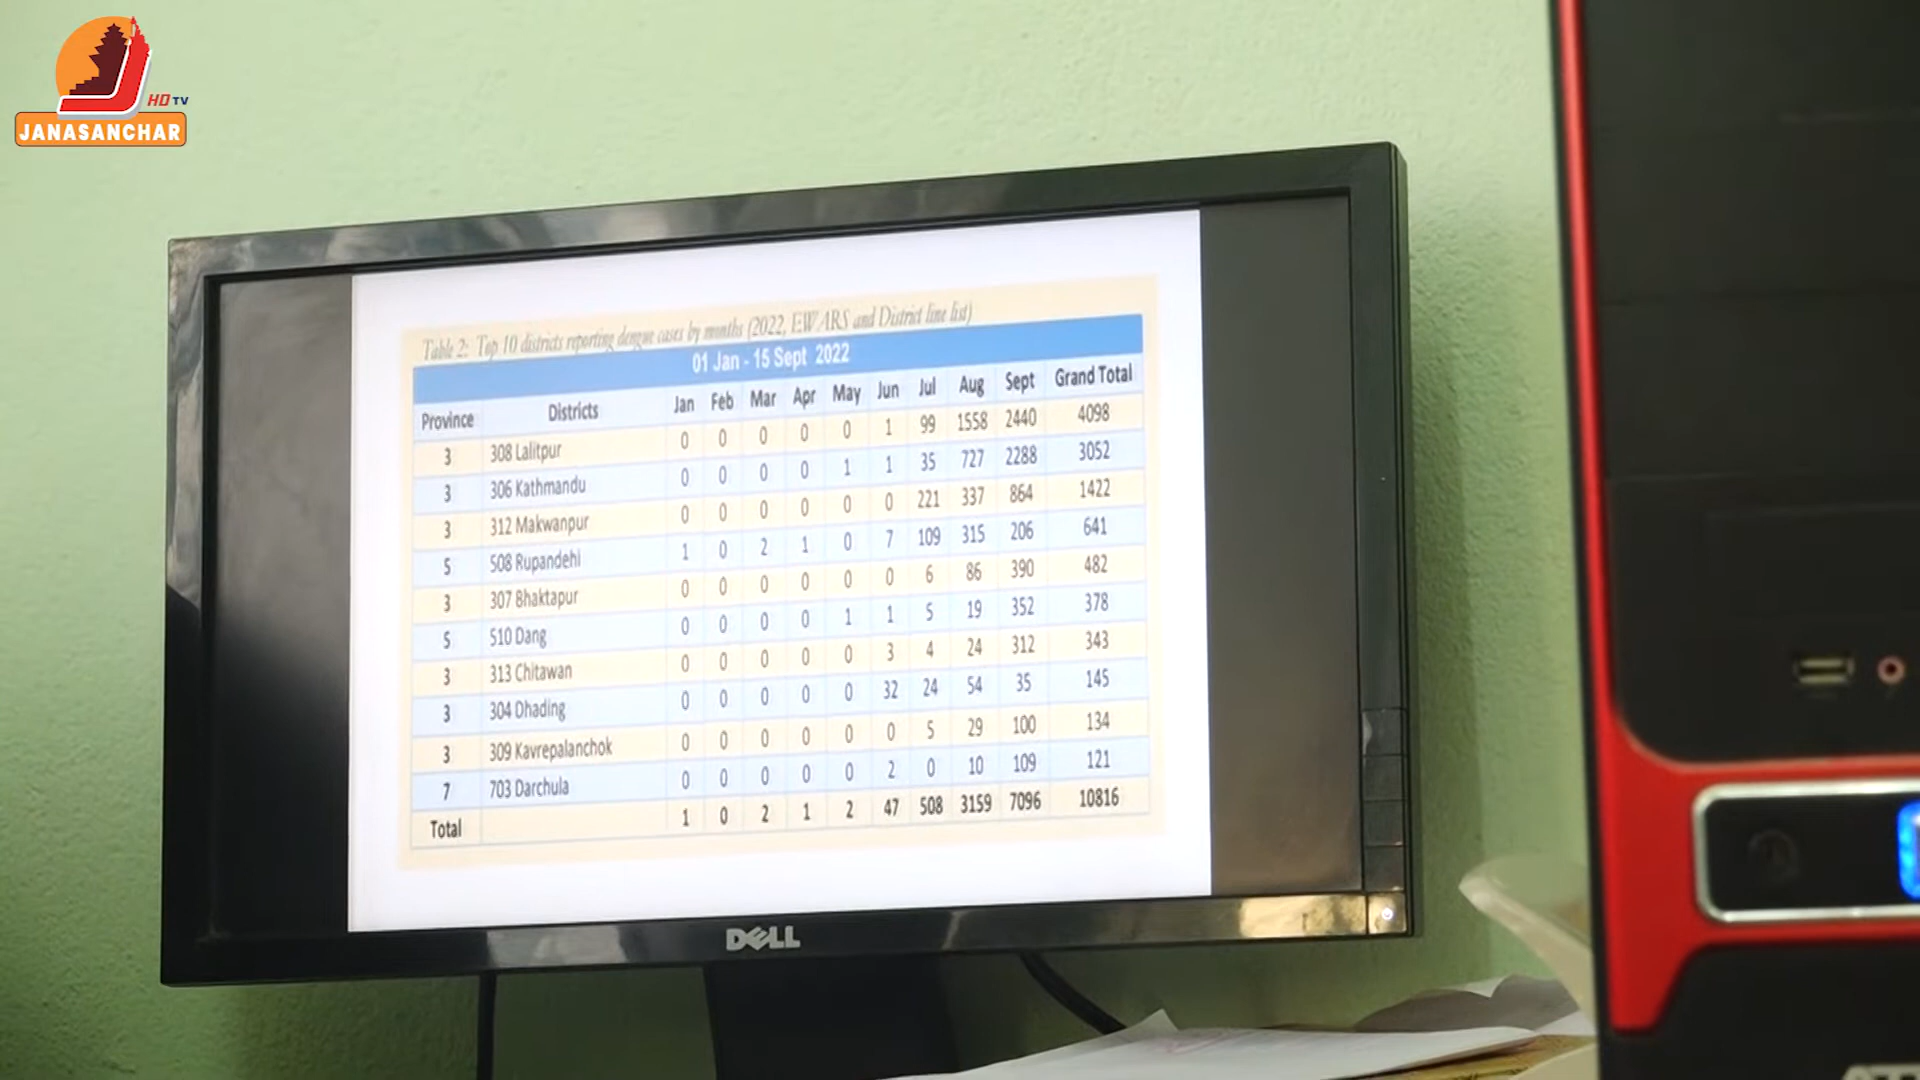 HD TV
JANASANCHAR
Table 2: Top 10 districts reporting dengue cases by months (2022, EWARS and District line list)
01 Jan - 15 Sept 2022
Province Districts Jan Feb Mar Apr May Jun Jul Aug Sept Grand Total
3 308 Lalitpur 0 0 0 0 0 1 99 1558 2440 4098
3 306 Kathmandu 0 0 0 0 1 1 35 727 2288 3052
3 312 Makwanpur 0 0 0 0 0 0 221 337 864 1422
5 508 Rupandehi 1 0 2 1 0 7 109 315 206 641
3 307 Bhaktapur 0 0 0 0 0 0 6 86 390 482
5 510 Dang 0 0 0 0 1 1 5 19 352 378
3 313 Chitawan 0 0 0 0 0 3 4 24 312 343
3 304 Dhading 0 0 0 0 0 32 24 54 35 145
3 309 Kavrepalanchok 0 0 0 0 0 0 5 29 100 134
7 703 Darchula 0 0 0 0 0 2 0 10 109 121
Total 1 0 2 1 2 47 508 3159 7096 10816
DELL